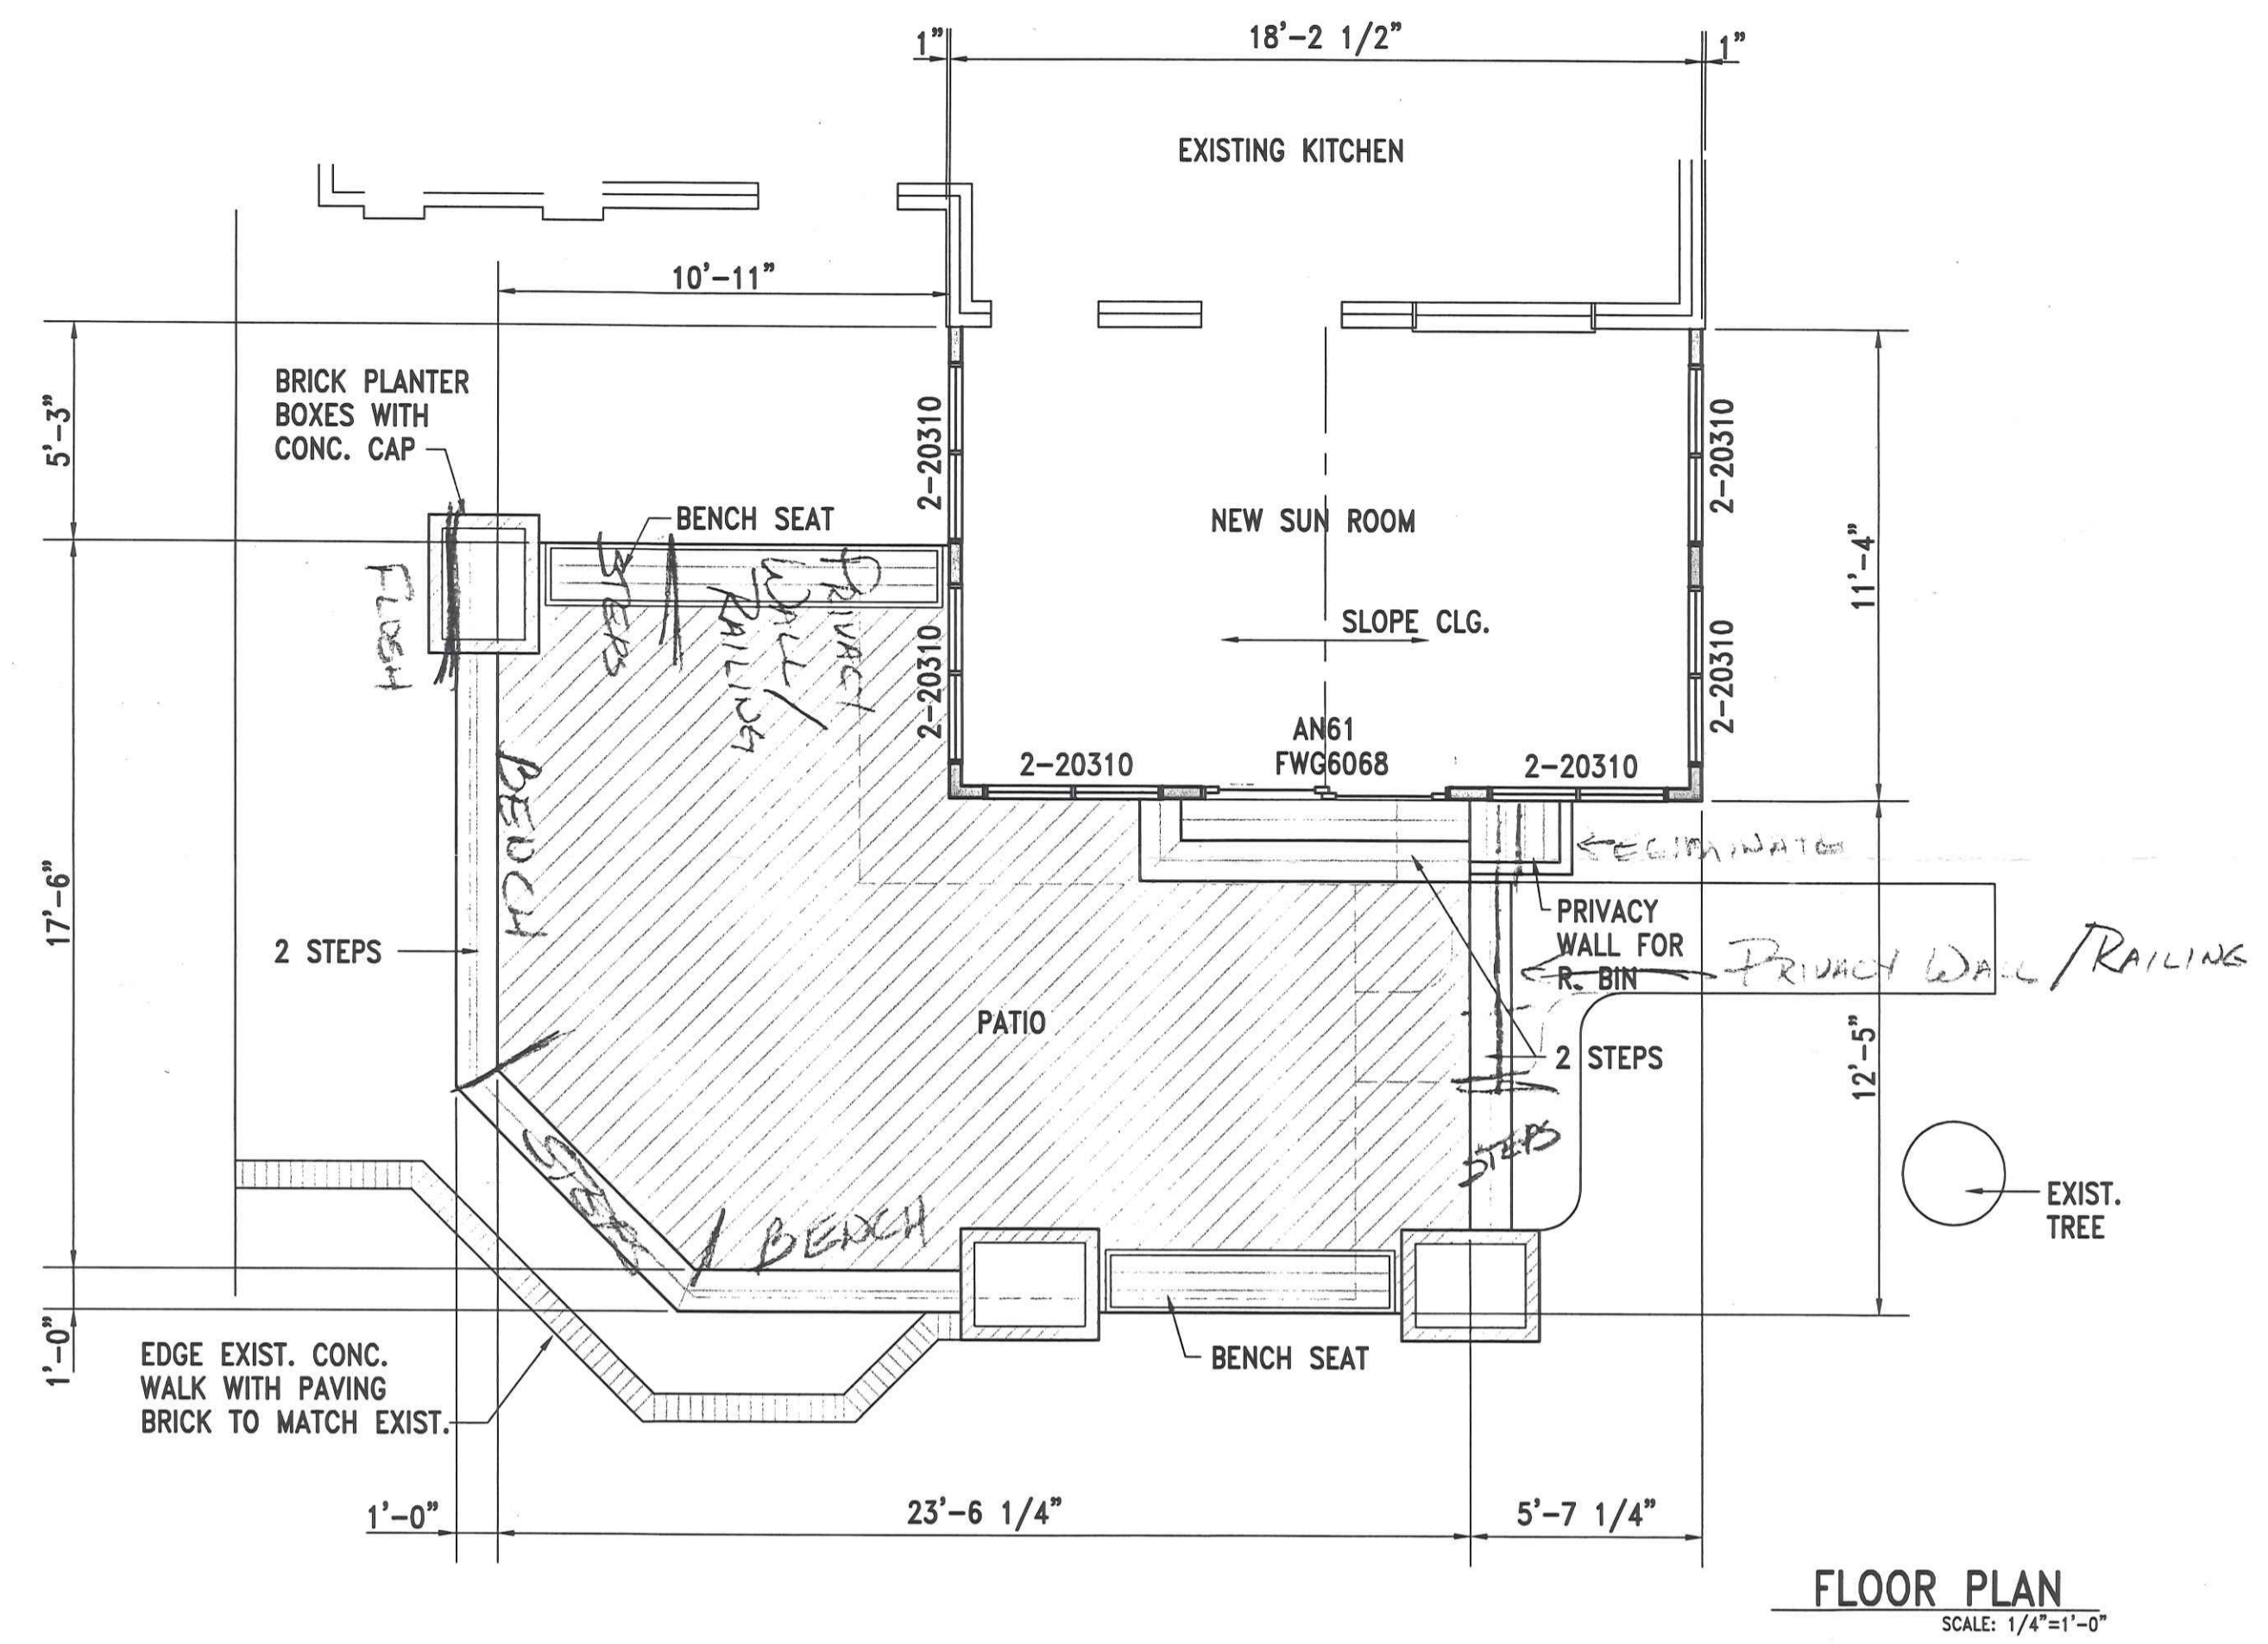 1" 18'-2 1/2" 1"
EXISTING KITCHEN
10'-11"
BRICK PLANTER
BOXES WITH
CONC. CAP
5'-3"
2-20310
2-20310
BENCH SEAT
NEW SUN ROOM
11'-4"
FLUSH
STEPS
PRIVACY
WALL/
RAILING
SLOPE CLG.
2-20310
2-20310
AN61
2-20310 FWG6068 2-20310
BENCH
ELIMINATE
17'-6"
PRIVACY
WALL FOR
R. BIN
PRIVACY WALL/RAILING
2 STEPS
PATIO
2 STEPS
12'-5"
STEPS
STEPS
EXIST.
TREE
BENCH
1'-0"
BENCH SEAT
EDGE EXIST. CONC.
WALK WITH PAVING
BRICK TO MATCH EXIST.
1'-0" 23'-6 1/4" 5'-7 1/4"
FLOOR PLAN
SCALE: 1/4"=1'-0"